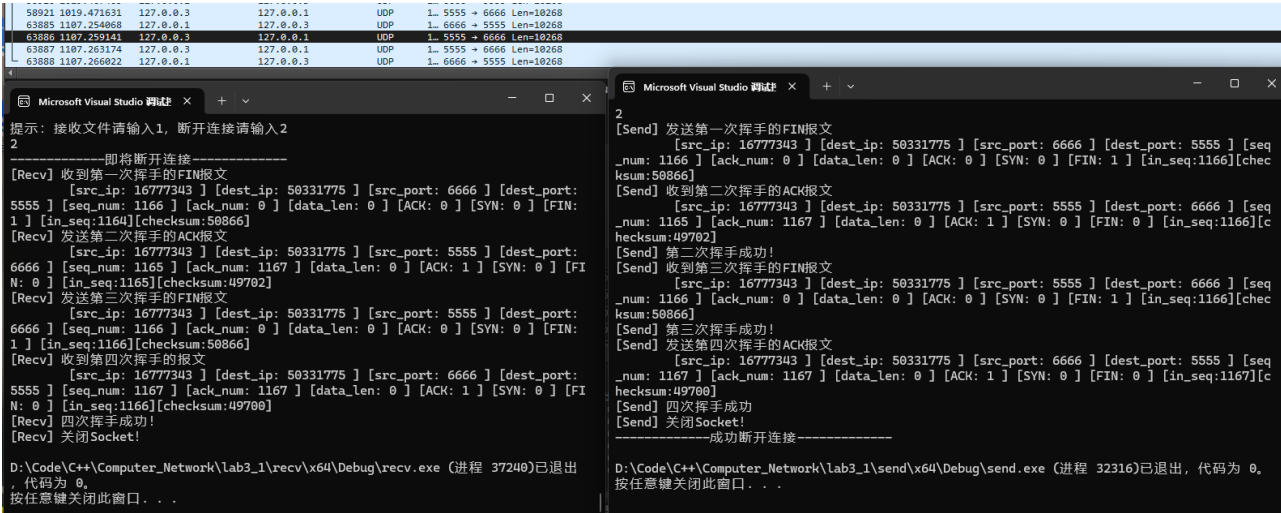 58921 1019.471631 127.0.0.3 127.0.0.1 UDP 1… 5555 → 6666 Len=10268
63885 1107.254068 127.0.0.1 127.0.0.3 UDP 1… 6666 → 5555 Len=10268
63886 1107.259141 127.0.0.3 127.0.0.1 UDP 1… 5555 → 6666 Len=10268
63887 1107.263174 127.0.0.3 127.0.0.1 UDP 1… 5555 → 6666 Len=10268
63888 1107.266022 127.0.0.1 127.0.0.3 UDP 1… 6666 → 5555 Len=10268
Microsoft Visual Studio 调试控
提示: 接收文件请输入1, 断开连接请输入2
2
-------------即将断开连接-------------
[Recv] 收到第一次挥手的FIN报文
[src_ip: 16777343 ] [dest_ip: 50331775 ] [src_port: 6666 ] [dest_port:
5555 ] [seq_num: 1166 ] [ack_num: 0 ] [data_len: 0 ] [ACK: 0 ] [SYN: 0 ] [FIN:
1 ] [in_seq:1164][checksum:50866]
[Recv] 发送第二次挥手的ACK报文
[src_ip: 16777343 ] [dest_ip: 50331775 ] [src_port: 5555 ] [dest_port:
6666 ] [seq_num: 1165 ] [ack_num: 1167 ] [data_len: 0 ] [ACK: 1 ] [SYN: 0 ] [FI
N: 0 ] [in_seq:1165][checksum:49702]
[Recv] 发送第三次挥手的FIN报文
[src_ip: 16777343 ] [dest_ip: 50331775 ] [src_port: 5555 ] [dest_port:
6666 ] [seq_num: 1166 ] [ack_num: 0 ] [data_len: 0 ] [ACK: 0 ] [SYN: 0 ] [FIN:
1 ] [in_seq:1166][checksum:50866]
[Recv] 收到第四次挥手的报文
[src_ip: 16777343 ] [dest_ip: 50331775 ] [src_port: 6666 ] [dest_port:
5555 ] [seq_num: 1167 ] [ack_num: 1167 ] [data_len: 0 ] [ACK: 1 ] [SYN: 0 ] [FI
N: 0 ] [in_seq:1166][checksum:49700]
[Recv] 四次挥手成功!
[Recv] 关闭Socket!
D:\Code\C++\Computer_Network\lab3_1\recv\x64\Debug\recv.exe (进程 37240)已退出
, 代码为 0。
按任意键关闭此窗口. . .
Microsoft Visual Studio 调试控
2
[Send] 发送第一次挥手的FIN报文
[src_ip: 16777343 ] [dest_ip: 50331775 ] [src_port: 6666 ] [dest_port: 5555 ] [seq
_num: 1166 ] [ack_num: 0 ] [data_len: 0 ] [ACK: 0 ] [SYN: 0 ] [FIN: 1 ] [in_seq:1166][chec
ksum:50866]
[Send] 收到第二次挥手的ACK报文
[src_ip: 16777343 ] [dest_ip: 50331775 ] [src_port: 5555 ] [dest_port: 6666 ] [seq
_num: 1165 ] [ack_num: 1167 ] [data_len: 0 ] [ACK: 1 ] [SYN: 0 ] [FIN: 0 ] [in_seq:1166][c
hecksum:49702]
[Send] 第二次挥手成功!
[Send] 收到第三次挥手的FIN报文
[src_ip: 16777343 ] [dest_ip: 50331775 ] [src_port: 5555 ] [dest_port: 6666 ] [seq
_num: 1166 ] [ack_num: 0 ] [data_len: 0 ] [ACK: 0 ] [SYN: 0 ] [FIN: 1 ] [in_seq:1166][chec
ksum:50866]
[Send] 第三次挥手成功!
[Send] 发送第四次挥手的ACK报文
[src_ip: 16777343 ] [dest_ip: 50331775 ] [src_port: 6666 ] [dest_port: 5555 ] [seq
_num: 1167 ] [ack_num: 1167 ] [data_len: 0 ] [ACK: 1 ] [SYN: 0 ] [FIN: 0 ] [in_seq:1167][c
hecksum:49700]
[Send] 四次挥手成功
[Send] 关闭Socket!
-------------成功断开连接-------------
D:\Code\C++\Computer_Network\lab3_1\send\x64\Debug\send.exe (进程 32316)已退出, 代码为 0。
按任意键关闭此窗口. . .